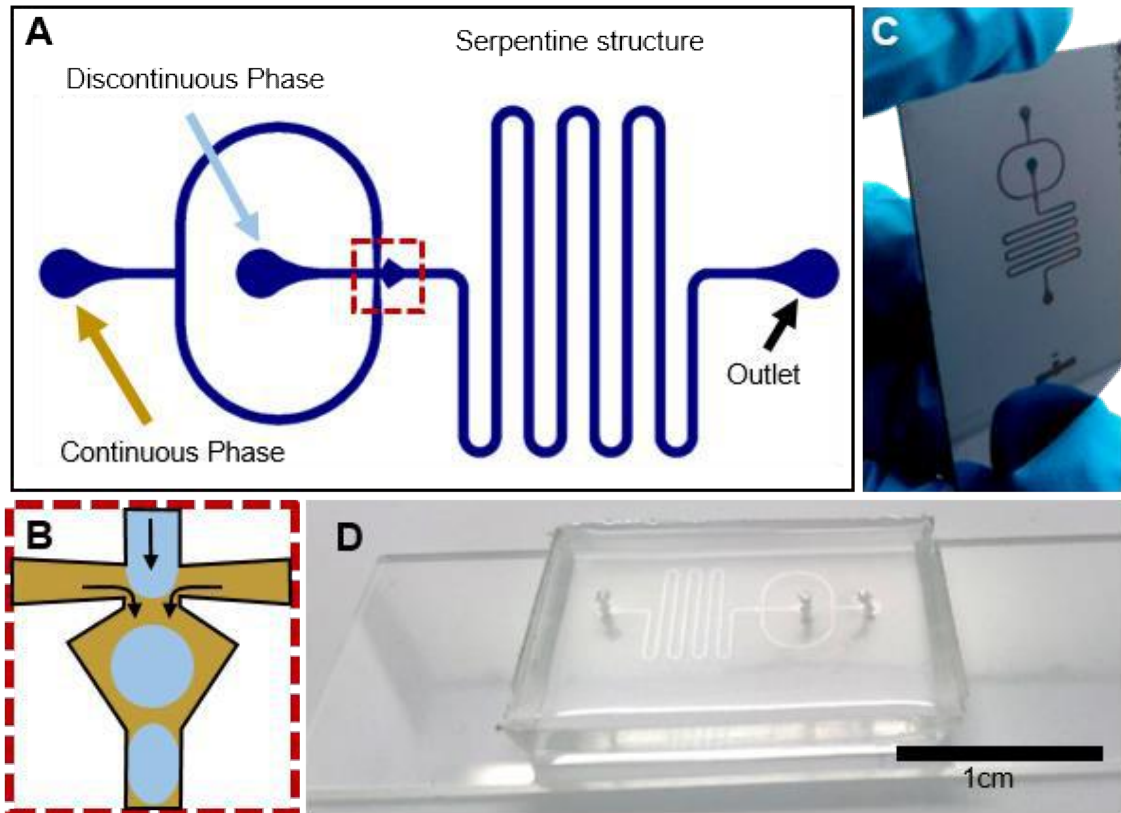 A
Serpentine structure
C
Discontinuous Phase
Outlet
Continuous Phase
B
D
1cm